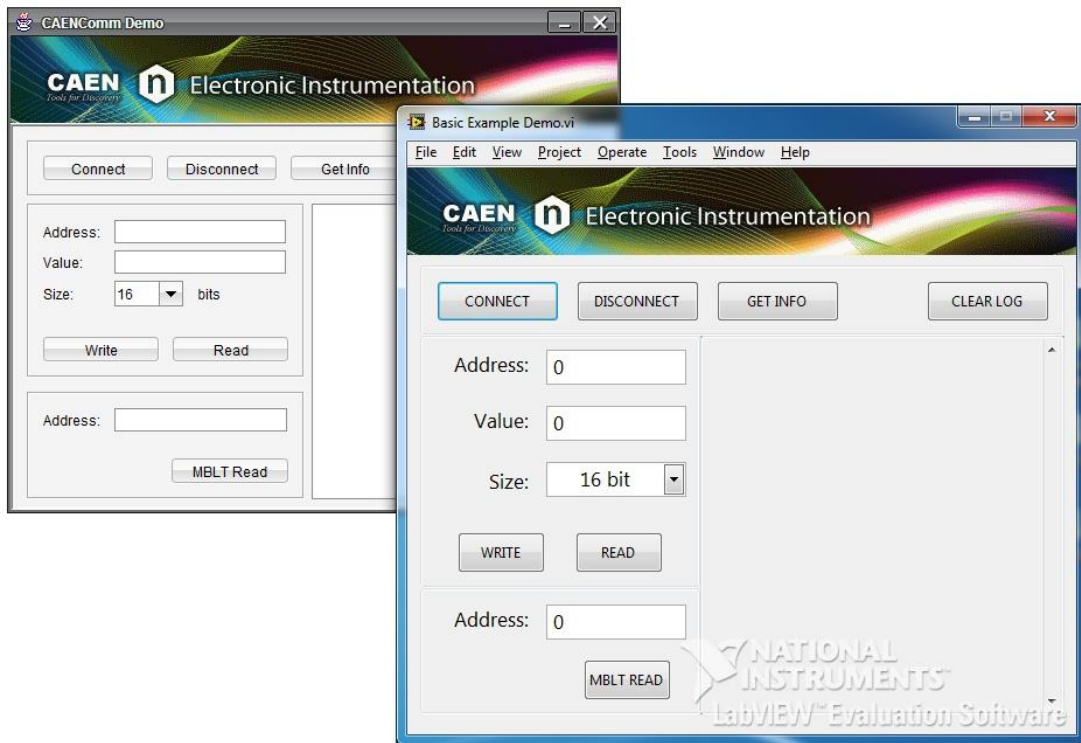 CAENComm Demo
CAEN n Electronic Instrumentation
Tools for Discovery
Connect Disconnect Get Info
Address:
Value:
Size: 16 bits
Write Read
Address:
MBLT Read
Basic Example Demo.vi
File Edit View Project Operate Tools Window Help
CAEN n Electronic Instrumentation
Tools for Discovery
CONNECT DISCONNECT GET INFO CLEAR LOG
Address: 0
Value: 0
Size: 16 bit
WRITE READ
Address: 0
MBLT READ
NATIONAL
INSTRUMENTS™
LabVIEW™ Evaluation Software